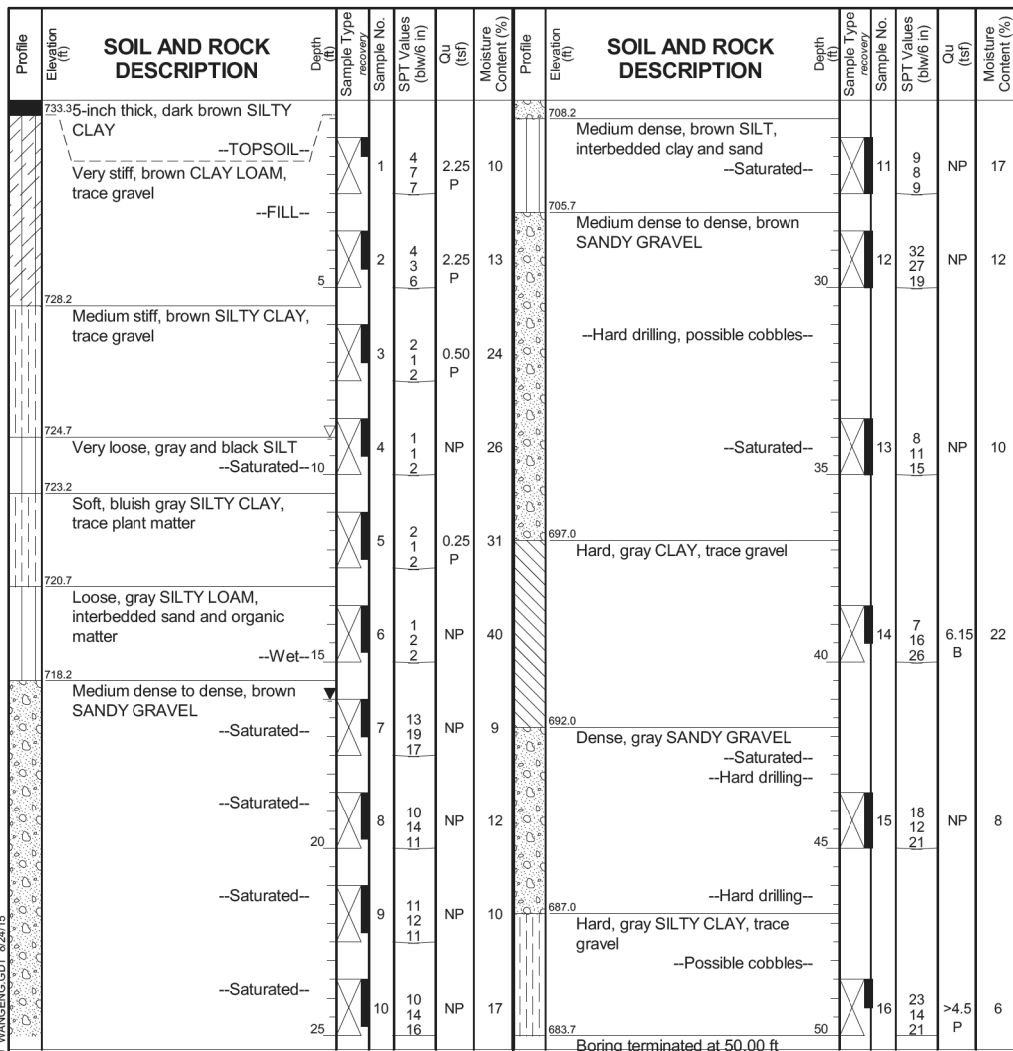 Profile
Elevation (ft)
SOIL AND ROCK
DESCRIPTION
Depth (ft)
Sample Type
recovery
Sample No.
SPT Values (blw/6 in)
Qu (tsf)
Moisture Content (%)
733.3 5-inch thick, dark brown SILTY
CLAY
--TOPSOIL--
Very stiff, brown CLAY LOAM,
trace gravel
1
4
7
7
2.25
P
10
--FILL--
2
4
3
6
2.25
P
13
5
728.2
Medium stiff, brown SILTY CLAY,
trace gravel
3
2
1
2
0.50
P
24
724.7
Very loose, gray and black SILT
--Saturated--
10
4
1
1
2
NP
26
723.2
Soft, bluish gray SILTY CLAY,
trace plant matter
5
2
1
2
0.25
P
31
720.7
Loose, gray SILTY LOAM,
interbedded sand and organic
matter
--Wet--
15
6
1
2
2
NP
40
718.2
Medium dense to dense, brown
SANDY GRAVEL
--Saturated--
7
13
19
17
NP
9
--Saturated--
8
10
14
11
NP
12
20
--Saturated--
9
11
12
11
NP
10
--Saturated--
10
10
14
16
NP
17
25
WANGENG.GDT 8/24/15
Profile
Elevation (ft)
SOIL AND ROCK
DESCRIPTION
Depth (ft)
Sample Type
recovery
Sample No.
SPT Values (blw/6 in)
Qu (tsf)
Moisture Content (%)
708.2
Medium dense, brown SILT,
interbedded clay and sand
--Saturated--
11
9
8
9
NP
17
705.7
Medium dense to dense, brown
SANDY GRAVEL
12
32
27
19
NP
12
30
--Hard drilling, possible cobbles--
--Saturated--
13
8
11
15
NP
10
35
697.0
Hard, gray CLAY, trace gravel
14
7
16
26
6.15
B
22
40
692.0
Dense, gray SANDY GRAVEL
--Saturated--
--Hard drilling--
15
18
12
21
NP
8
45
--Hard drilling--
687.0
Hard, gray SILTY CLAY, trace
gravel
--Possible cobbles--
16
23
14
21
>4.5
P
6
50
683.7
Boring terminated at 50.00 ft